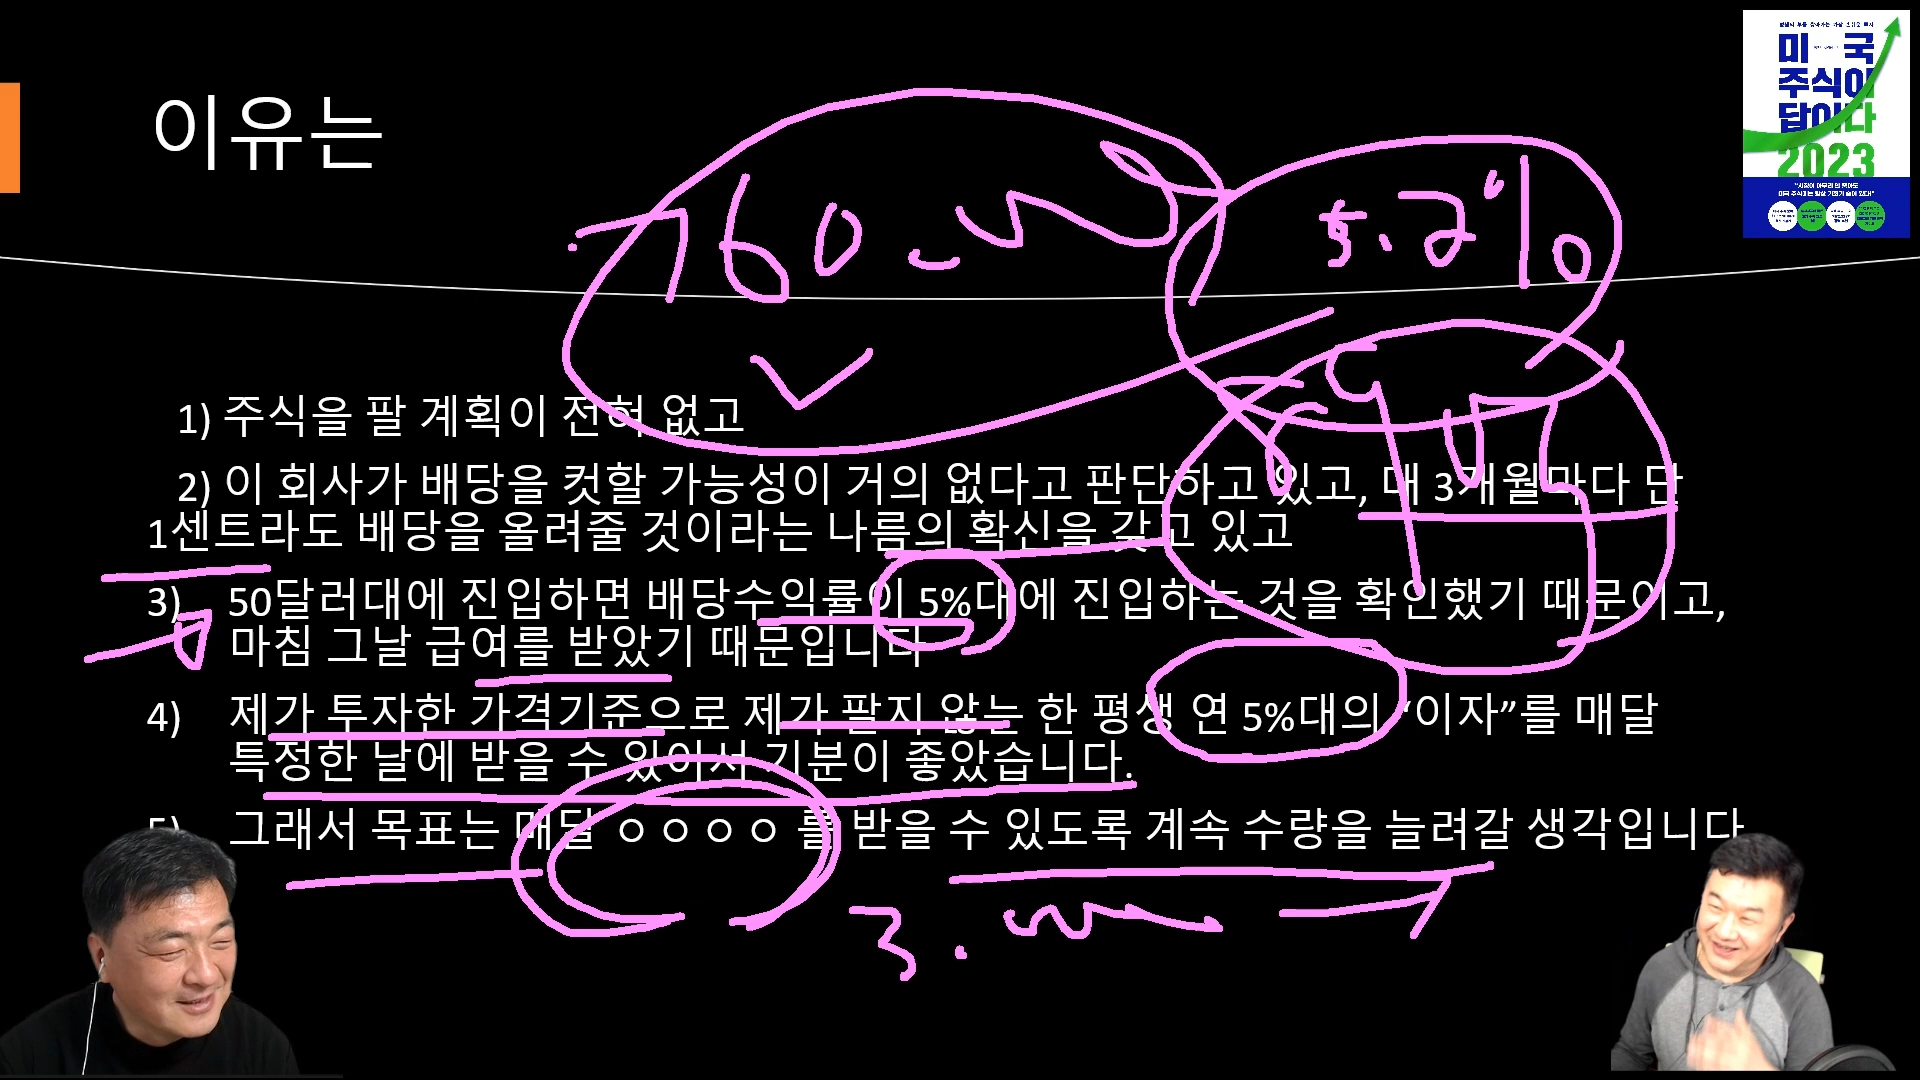 이유는
미국
주식이
답이다
2023
760.
5.2%
1) 주식을 팔 계획이 전혀 없고
2) 이 회사가 배당을 컷할 가능성이 거의 없다고 판단하고 있고, 매 3개월마다 단
1센트라도 배당을 올려줄 것이라는 나름의 확신을 갖고 있고
3) 50달러대에 진입하면 배당수익률이 5%대에 진입하는 것을 확인했기 때문이고,
마침 그날 급여를 받았기 때문입니다
4) 제가 투자한 가격기준으로 제가 팔지 않는 한 평생 연 5%대의 “이자”를 매달
특정한 날에 받을 수 있어서 기분이 좋았습니다.
5) 그래서 목표는 매달 ㅇㅇㅇㅇ 를 받을 수 있도록 계속 수량을 늘려갈 생각입니다
3.